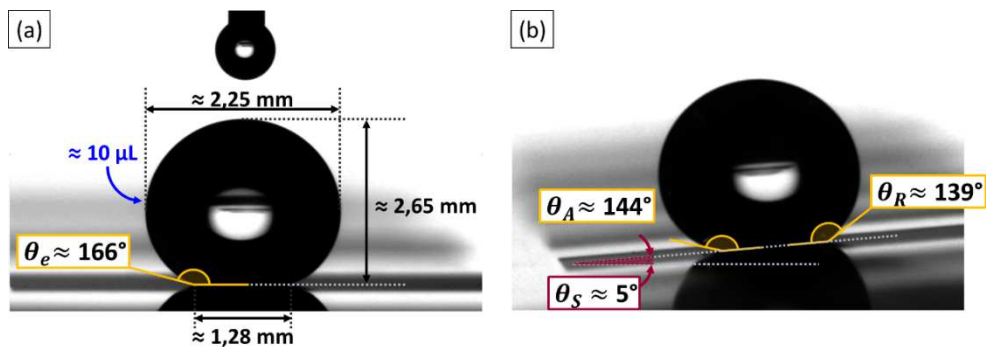 (a)
≈ 2,25 mm
≈ 10 µL
≈ 2,65 mm
θe ≈ 166°
≈ 1,28 mm
(b)
θA ≈ 144°
θR ≈ 139°
θS ≈ 5°